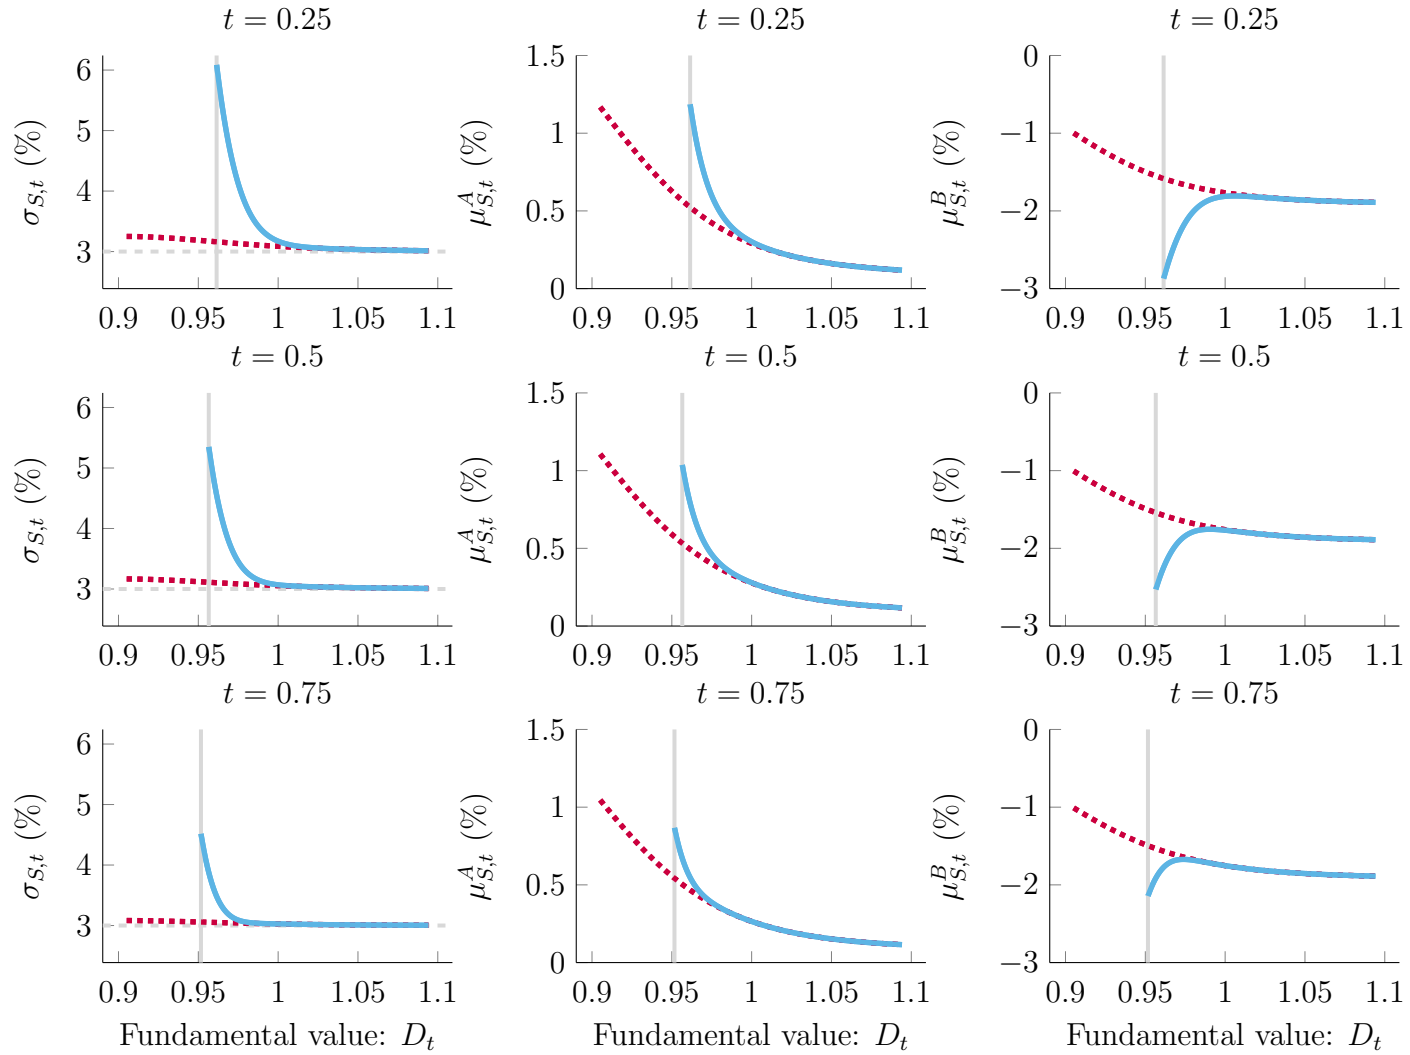 t = 0.25
t = 0.25
t = 0.25
σ_{S,t} (%)
6
5
4
3
0.9 0.95 1 1.05 1.1
μ^A_{S,t} (%)
1.5
1
0.5
0
0.9 0.95 1 1.05 1.1
μ^B_{S,t} (%)
0
−1
−2
−3
0.9 0.95 1 1.05 1.1
t = 0.5
t = 0.5
t = 0.5
σ_{S,t} (%)
6
5
4
3
0.9 0.95 1 1.05 1.1
μ^A_{S,t} (%)
1.5
1
0.5
0
0.9 0.95 1 1.05 1.1
μ^B_{S,t} (%)
0
−1
−2
−3
0.9 0.95 1 1.05 1.1
t = 0.75
t = 0.75
t = 0.75
σ_{S,t} (%)
6
5
4
3
0.9 0.95 1 1.05 1.1
Fundamental value: D_t
μ^A_{S,t} (%)
1.5
1
0.5
0
0.9 0.95 1 1.05 1.1
Fundamental value: D_t
μ^B_{S,t} (%)
0
−1
−2
−3
0.9 0.95 1 1.05 1.1
Fundamental value: D_t